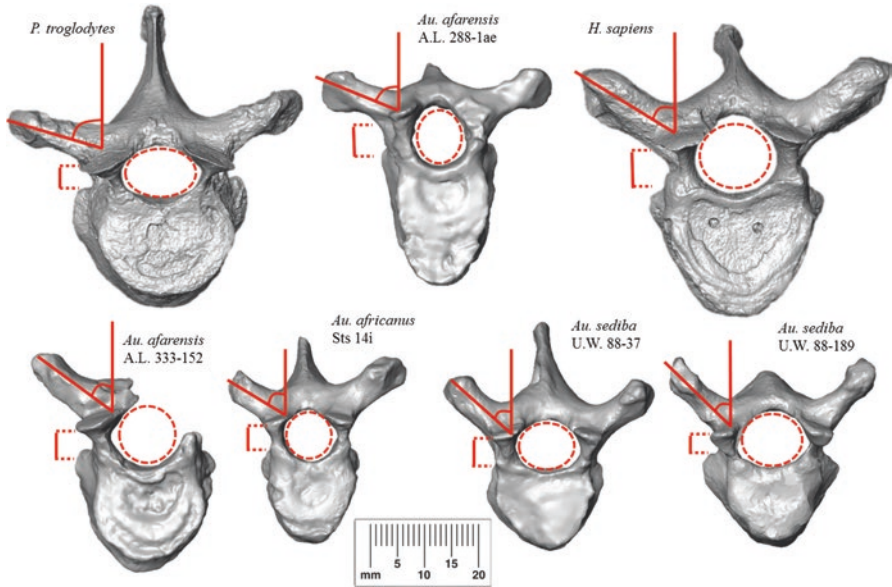 P. troglodytes
Au. afarensis
A.L. 288-1ae
H. sapiens
Au. afarensis
A.L. 333-152
Au. africanus
Sts 14i
Au. sediba
U.W. 88-37
Au. sediba
U.W. 88-189
mm 5 10 15 20